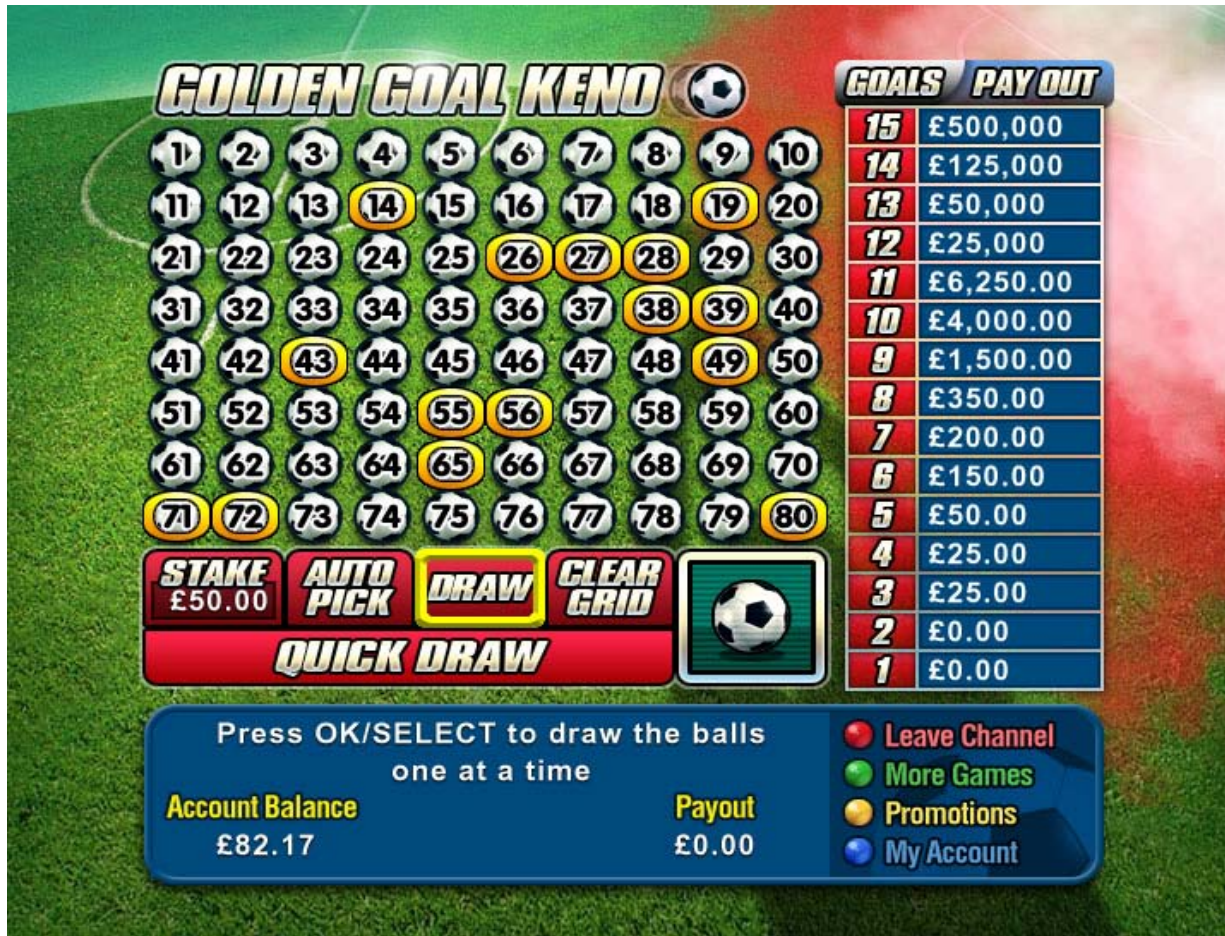 GOLDEN GOAL KENO
1 2 3 4 5 6 7 8 9 10
11 12 13 14 15 16 17 18 19 20
21 22 23 24 25 26 27 28 29 30
31 32 33 34 35 36 37 38 39 40
41 42 43 44 45 46 47 48 49 50
51 52 53 54 55 56 57 58 59 60
61 62 63 64 65 66 67 68 69 70
71 72 73 74 75 76 77 78 79 80
STAKE
£50.00
AUTO
PICK
DRAW
CLEAR
GRID
QUICK DRAW
GOALS PAY OUT
15 £500,000
14 £125,000
13 £50,000
12 £25,000
11 £6,250.00
10 £4,000.00
9 £1,500.00
8 £350.00
7 £200.00
6 £150.00
5 £50.00
4 £25.00
3 £25.00
2 £0.00
1 £0.00
Press OK/SELECT to draw the balls
one at a time
Account Balance
£82.17
Payout
£0.00
Leave Channel
More Games
Promotions
My Account